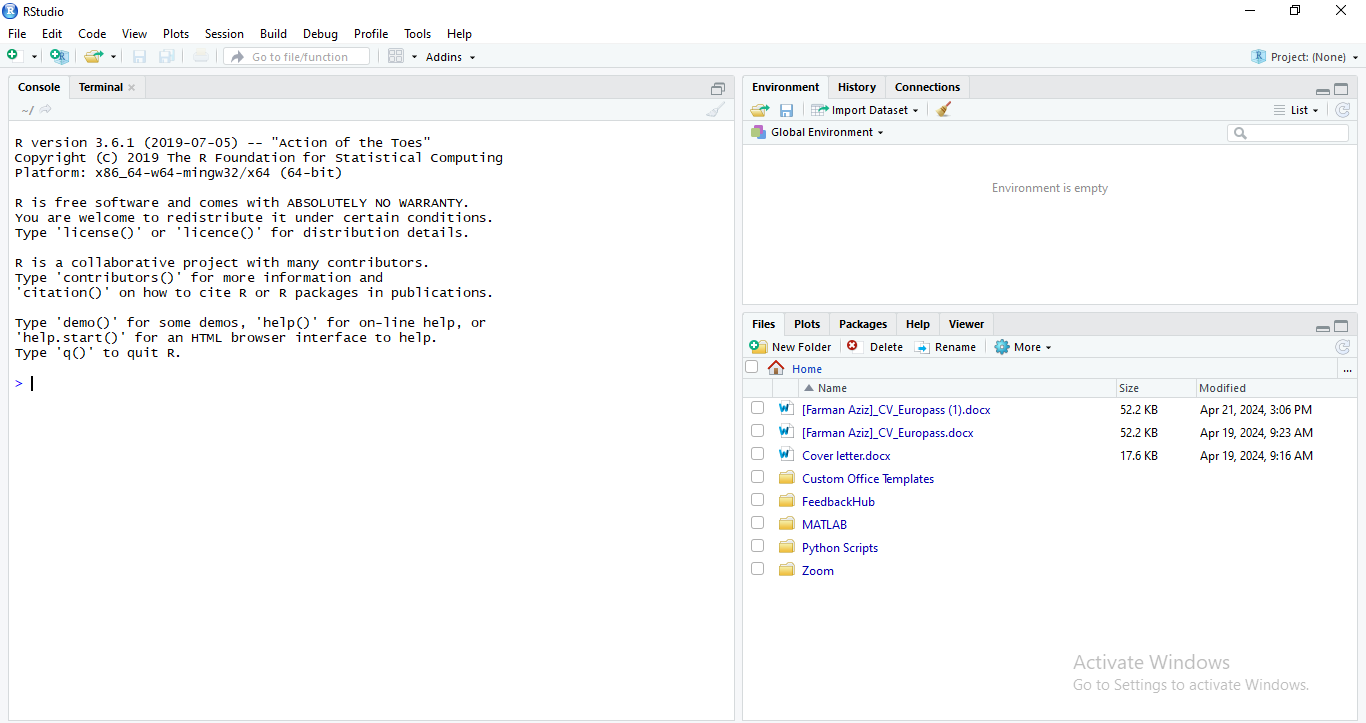 RStudio
File Edit Code View Plots Session Build Debug Profile Tools Help
Go to file/function Addins Project: (None)
Console Terminal
~/
R version 3.6.1 (2019-07-05) -- "Action of the Toes"
Copyright (C) 2019 The R Foundation for Statistical Computing
Platform: x86_64-w64-mingw32/x64 (64-bit)
R is free software and comes with ABSOLUTELY NO WARRANTY.
You are welcome to redistribute it under certain conditions.
Type 'license()' or 'licence()' for distribution details.
R is a collaborative project with many contributors.
Type 'contributors()' for more information and
'citation()' on how to cite R or R packages in publications.
Type 'demo()' for some demos, 'help()' for on-line help, or
'help.start()' for an HTML browser interface to help.
Type 'q()' to quit R.
>
Environment History Connections
Import Dataset List
Global Environment
Environment is empty
Files Plots Packages Help Viewer
New Folder Delete Rename More
Home ...
Name Size Modified
[Farman Aziz]_CV_Europass (1).docx 52.2 KB Apr 21, 2024, 3:06 PM
[Farman Aziz]_CV_Europass.docx 52.2 KB Apr 19, 2024, 9:23 AM
Cover letter.docx 17.6 KB Apr 19, 2024, 9:16 AM
Custom Office Templates
FeedbackHub
MATLAB
Python Scripts
Zoom
Activate Windows
Go to Settings to activate Windows.